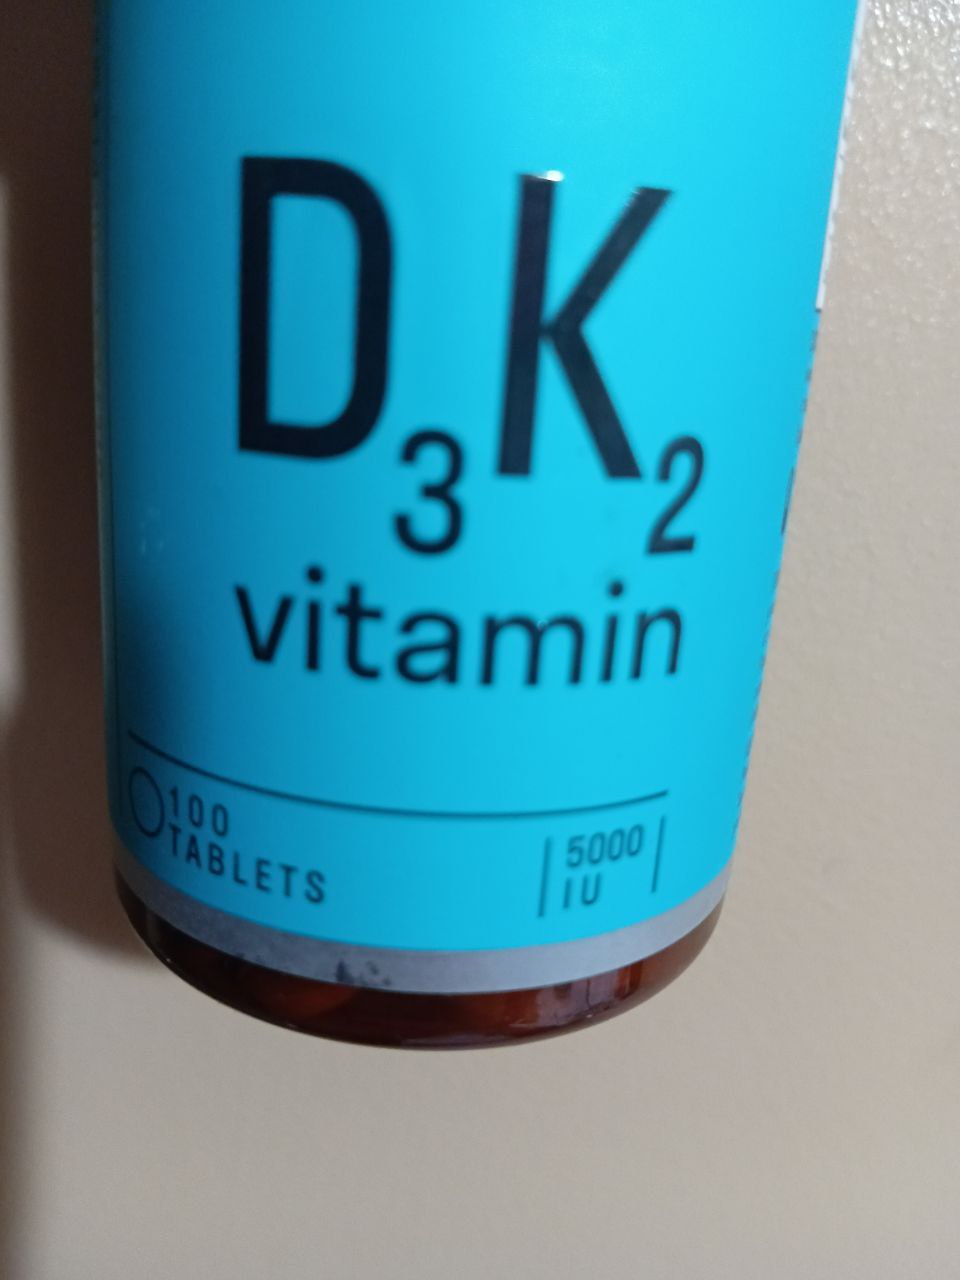 D₃K₂
vitamin
100
TABLETS
5000
IU